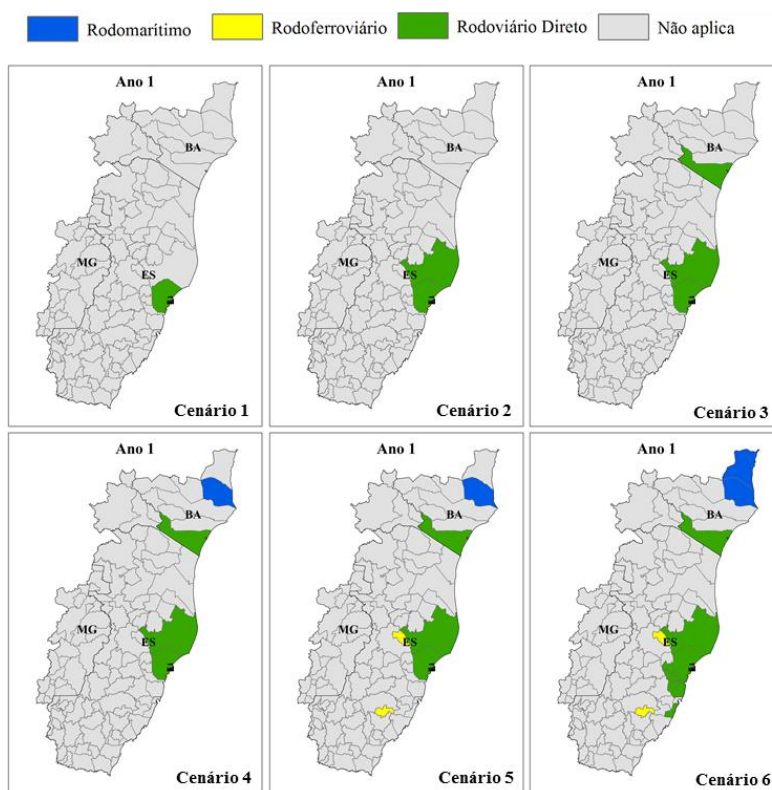 Rodomarítimo Rodoferroviário Rodoviário Direto Não aplica
Ano 1
BA
MG
ES
Cenário 1
Ano 1
BA
MG
ES
Cenário 2
Ano 1
BA
MG
ES
Cenário 3
Ano 1
BA
MG
ES
Cenário 4
Ano 1
BA
MG
ES
Cenário 5
Ano 1
BA
MG
ES
Cenário 6